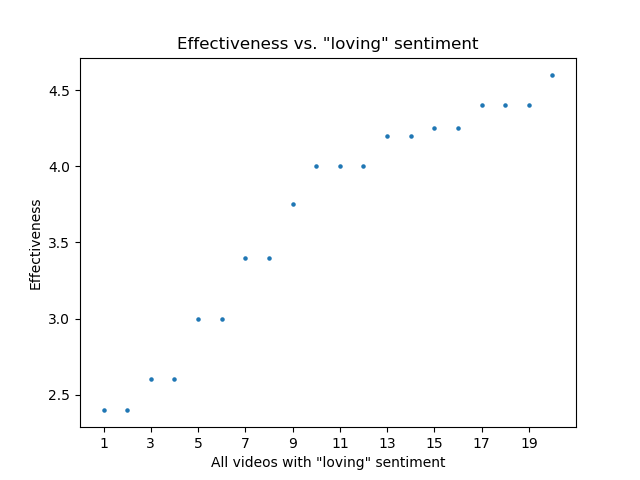 Effectiveness vs. "loving" sentiment
4.5
4.0
3.5
3.0
2.5
Effectiveness
1 3 5 7 9 11 13 15 17 19
All videos with "loving" sentiment